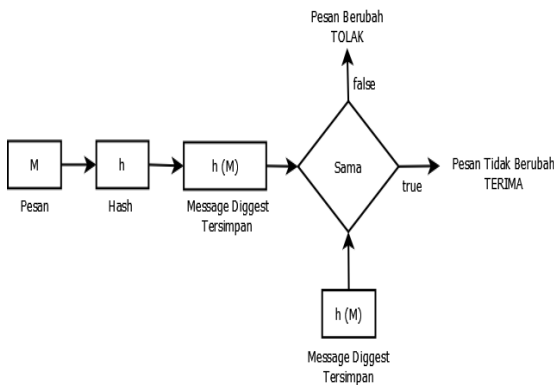 Pesan Berubah
TOLAK
false
M
h
h (M)
Sama
true
Pesan Tidak Berubah
TERIMA
Pesan
Hash
Message Diggest
Tersimpan
h (M)
Message Diggest
Tersimpan